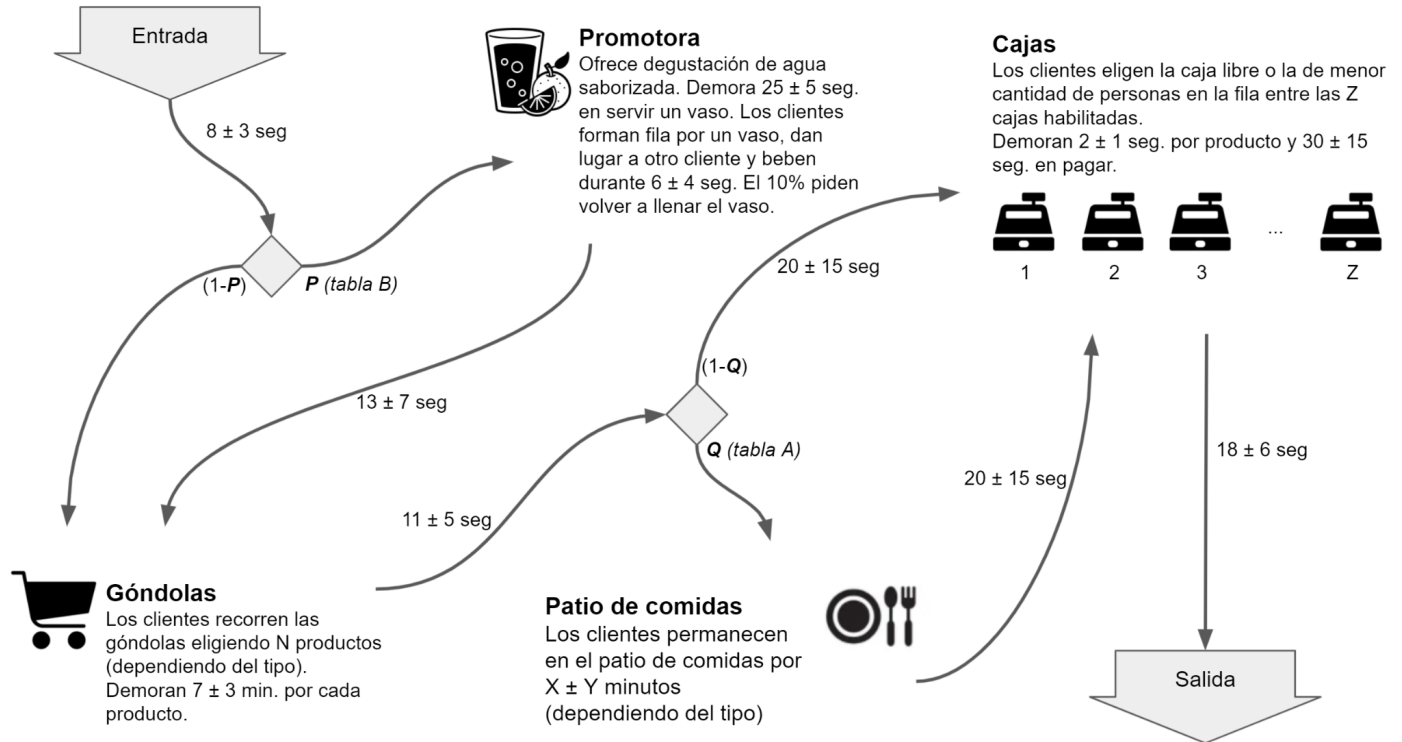 Entrada
8 ± 3 seg
(1-P)
P (tabla B)
Promotora
Ofrece degustación de agua
saborizada. Demora 25 ± 5 seg.
en servir un vaso. Los clientes
forman fila por un vaso, dan
lugar a otro cliente y beben
durante 6 ± 4 seg. El 10% piden
volver a llenar el vaso.
13 ± 7 seg
Góndolas
Los clientes recorren las
góndolas eligiendo N productos
(dependiendo del tipo).
Demoran 7 ± 3 min. por cada
producto.
11 ± 5 seg
(1-Q)
Q (tabla A)
20 ± 15 seg
Patio de comidas
Los clientes permanecen
en el patio de comidas por
X ± Y minutos
(dependiendo del tipo)
20 ± 15 seg
Cajas
Los clientes eligen la caja libre o la de menor
cantidad de personas en la fila entre las Z
cajas habilitadas.
Demoran 2 ± 1 seg. por producto y 30 ± 15
seg. en pagar.
1 2 3 ... Z
18 ± 6 seg
Salida